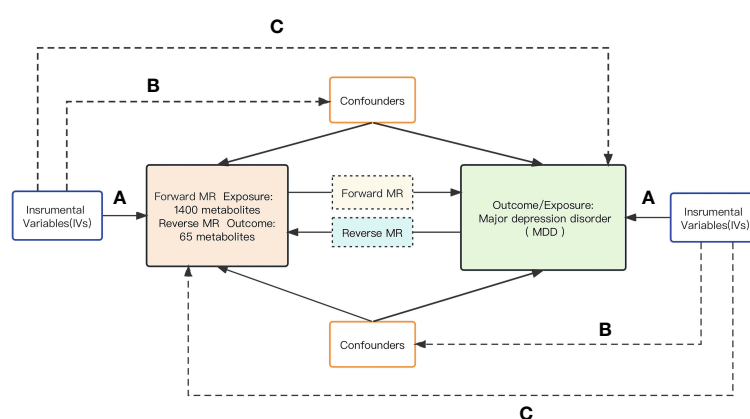 C
B
Confounders
A
Insrumental
Variables(IVs)
Forward MR Exposure:
1400 metabolites
Reverse MR Outcome:
65 metabolites
Forward MR
Reverse MR
Outcome/Exposure:
Major depression disorder
( MDD )
A
Insrumental
Variables(IVs)
Confounders
B
C